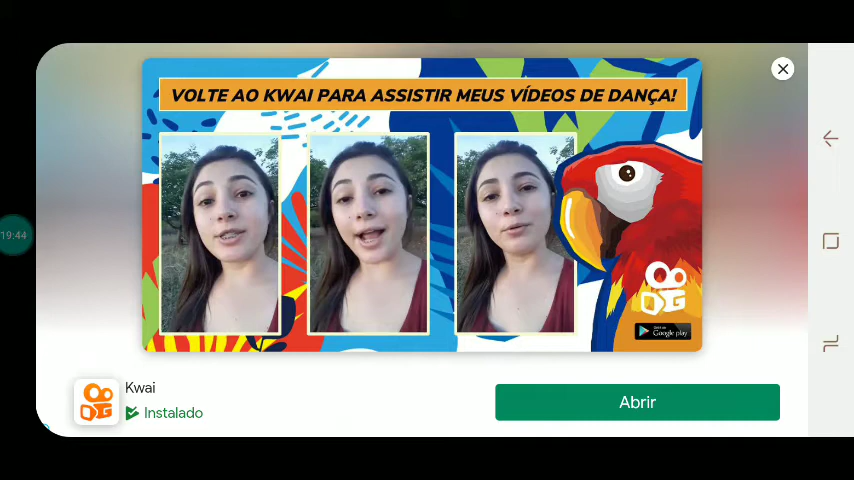 VOLTE AO KWAI PARA ASSISTIR MEUS VÍDEOS DE DANÇA!
19:44
Google play
Kwai
Instalado
Abrir